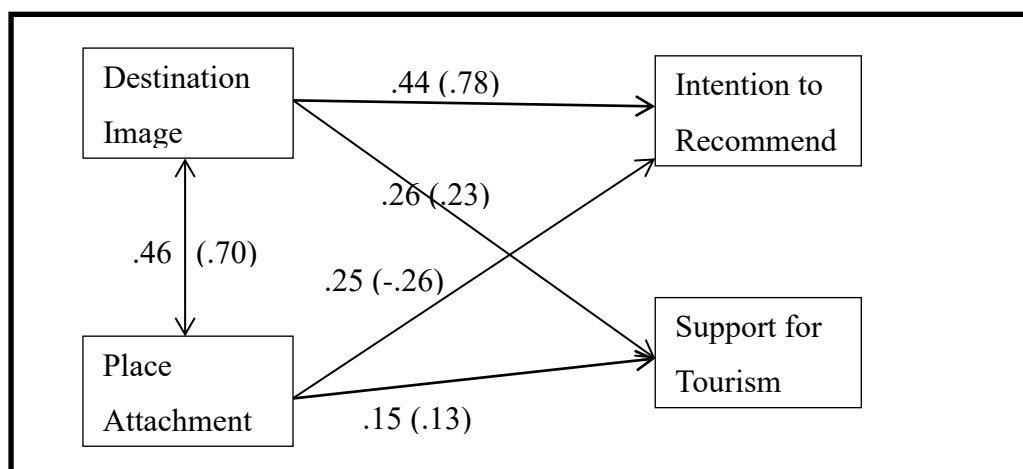 Destination
Image
.44 (.78)
Intention to
Recommend
.26 (.23)
.46 (.70)
.25 (-.26)
Place
Attachment
.15 (.13)
Support for
Tourism